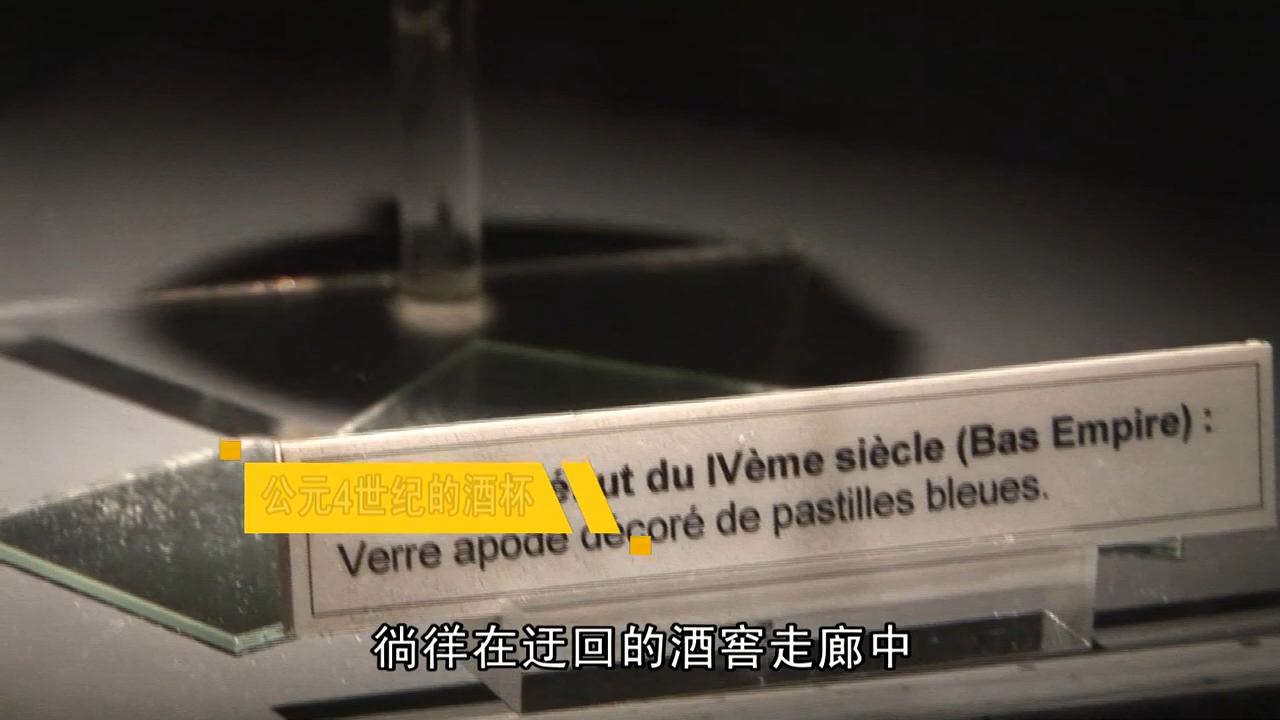 ut du IVème siècle (Bas Empire) :
Verre apode décoré de pastilles bleues.
公元4世纪的酒杯
徜徉在迂回的酒窖走廊中